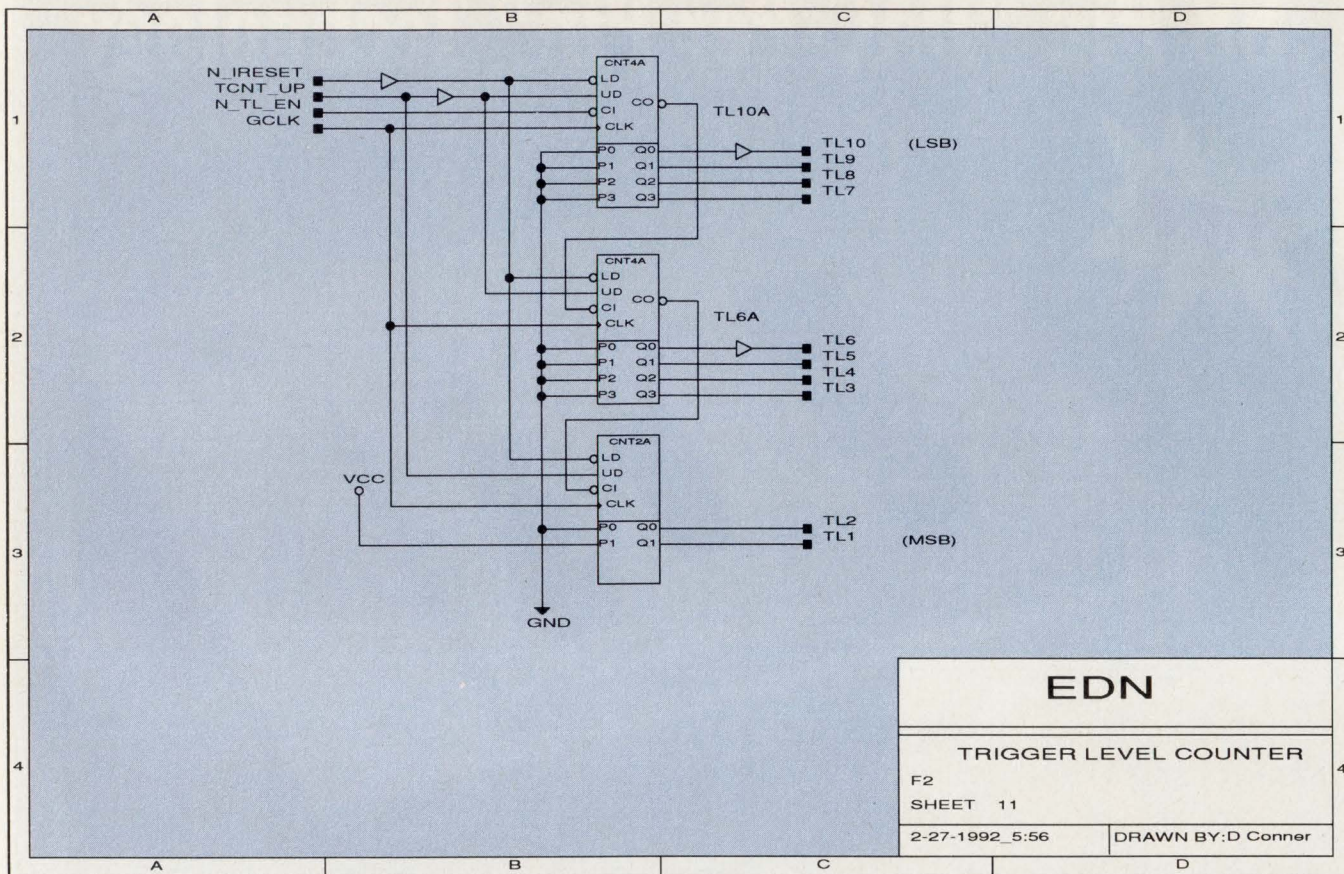 A B C D
N_IRESET
TCNT_UP
N_TL_EN
GCLK
CNT4A
LD
UD
CI
CLK
CO
TL10A
P0 Q0
P1 Q1
P2 Q2
P3 Q3
TL10 (LSB)
TL9
TL8
TL7
1 1
CNT4A
LD
UD
CI
CLK
CO
TL6A
P0 Q0
P1 Q1
P2 Q2
P3 Q3
TL6
TL5
TL4
TL3
2 2
CNT2A
LD
UD
CI
CLK
VCC
P0 Q0
P1 Q1
TL2
TL1 (MSB)
3 3
GND
EDN
TRIGGER LEVEL COUNTER
F2
SHEET 11
2-27-1992_5:56 DRAWN BY:D Conner
4 4
A B C D